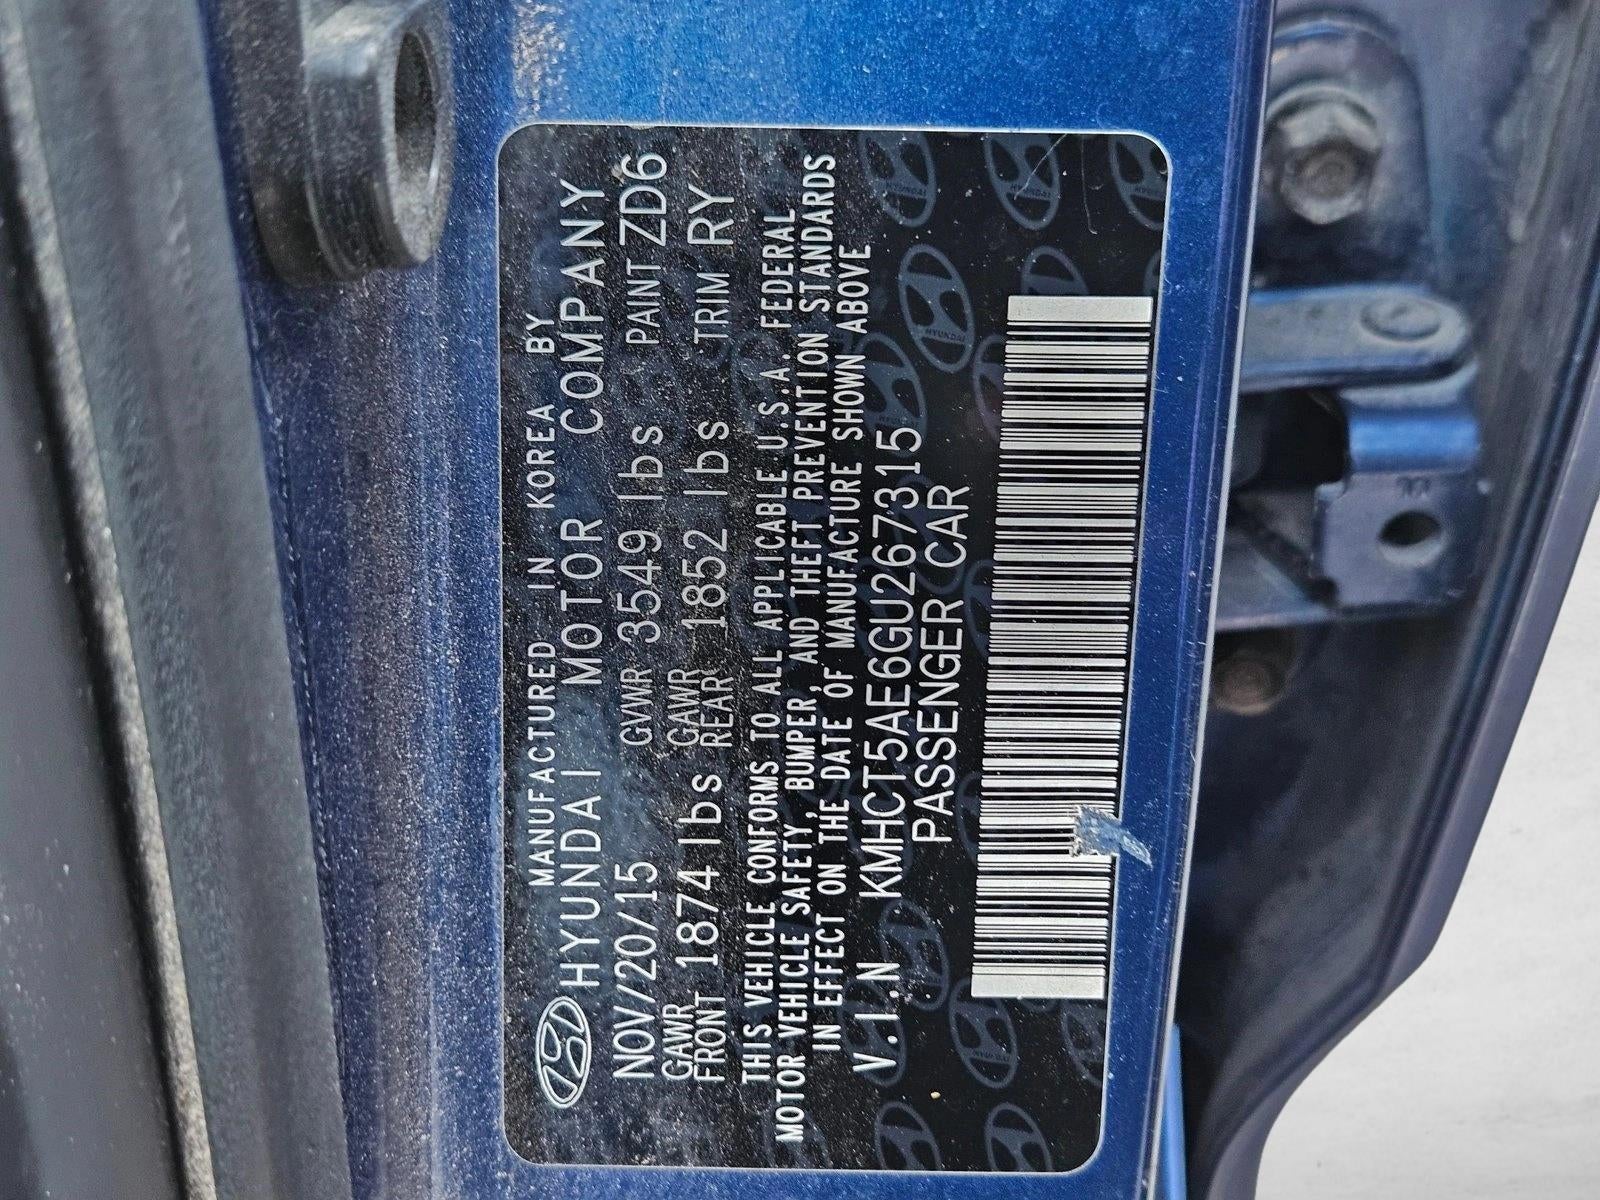 MANUFACTURED IN KOREA BY
HYUNDAI MOTOR COMPANY
NOV/20/15 GVWR 3549 lbs PAINT ZD6
GAWR FRONT 1874 lbs GAWR REAR 1852 lbs TRIM RY
THIS VEHICLE CONFORMS TO ALL APPLICABLE U.S.A. FEDERAL
MOTOR VEHICLE SAFETY, BUMPER, AND THEFT PREVENTION STANDARDS
IN EFFECT ON THE DATE OF MANUFACTURE SHOWN ABOVE
V.I.N KMHCT5AE6GU267315
PASSENGER CAR